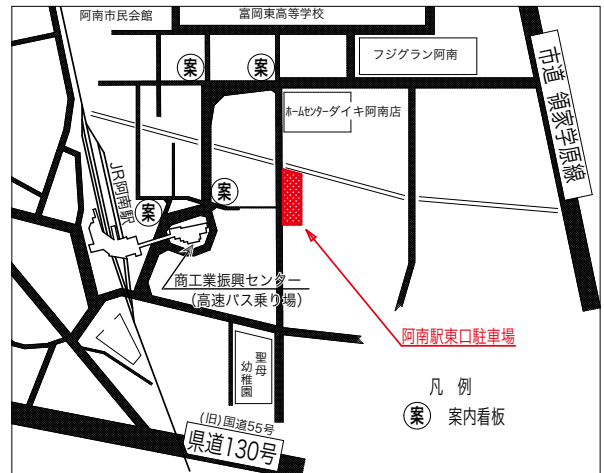 阿南市民会館
富岡東高等学校
フジグラン阿南
案
案
ホームセンターダイキ阿南店
市道 領家学原線
JR阿南駅
案
案
商工業振興センター
(高速バス乗り場)
阿南駅東口駐車場
聖母
幼稚園
凡 例
案 案内看板
(旧)国道55号
県道130号